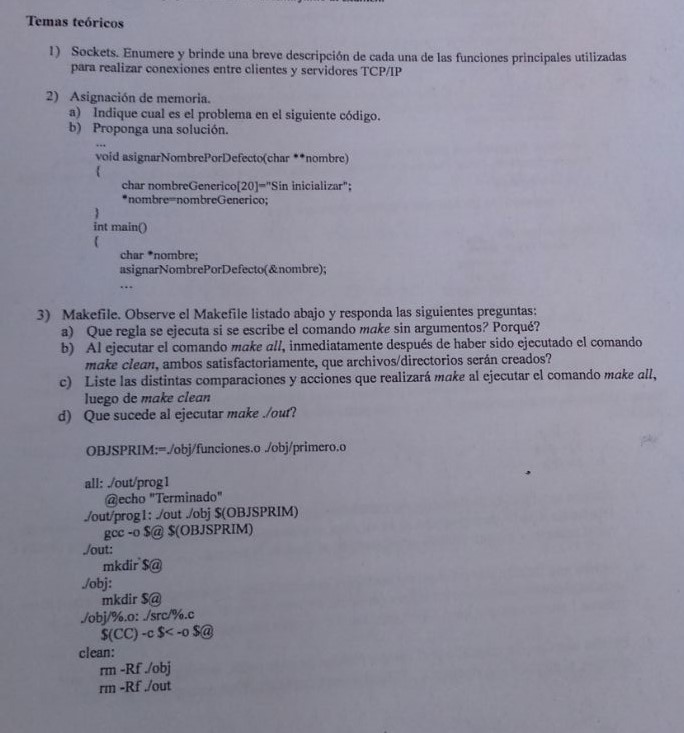 Temas teóricos
1) Sockets. Enumere y brinde una breve descripción de cada una de las funciones principales utilizadas
para realizar conexiones entre clientes y servidores TCP/IP
2) Asignación de memoria.
a) Indique cual es el problema en el siguiente código.
b) Proponga una solución.
...
void asignarNombrePorDefecto(char **nombre)
{
char nombreGenerico[20]="Sin inicializar";
*nombre=nombreGenerico;
}
int main()
{
char *nombre;
asignarNombrePorDefecto(&nombre);
...
3) Makefile. Observe el Makefile listado abajo y responda las siguientes preguntas:
a) Que regla se ejecuta si se escribe el comando make sin argumentos? Porqué?
b) Al ejecutar el comando make all, inmediatamente después de haber sido ejecutado el comando
make clean, ambos satisfactoriamente, que archivos/directorios serán creados?
c) Liste las distintas comparaciones y acciones que realizará make al ejecutar el comando make all,
luego de make clean
d) Que sucede al ejecutar make ./out?
OBJSPRIM:=./obj/funciones.o ./obj/primero.o
all: ./out/prog1
@echo "Terminado"
./out/prog1: ./out ./obj $(OBJSPRIM)
gcc -o $@ $(OBJSPRIM)
./out:
mkdir $@
./obj:
mkdir $@
./obj/%.o: ./src/%.c
$(CC) -c $< -o $@
clean:
rm -Rf ./obj
rm -Rf ./out